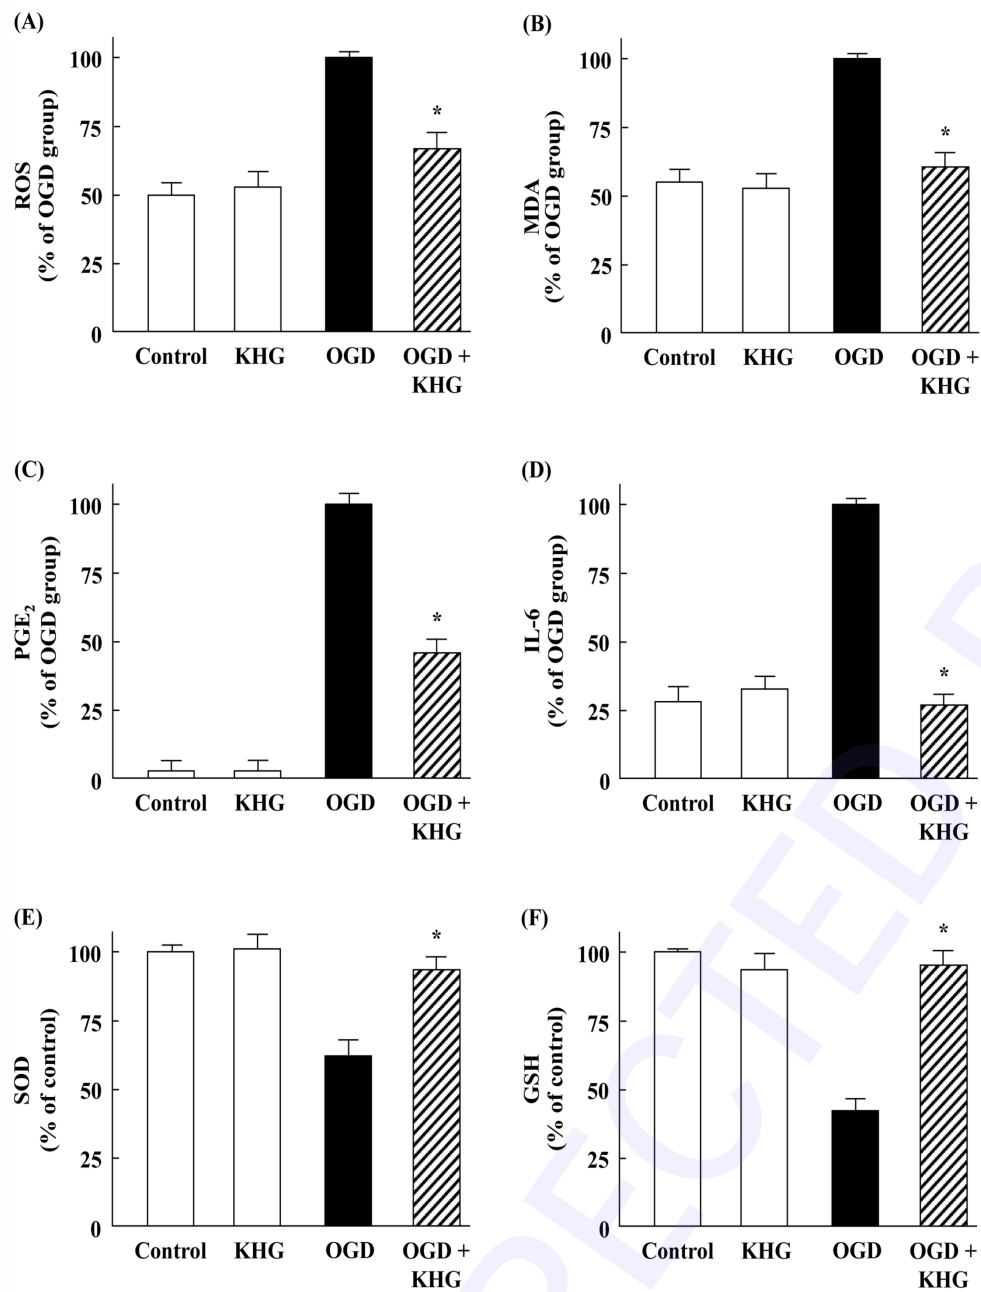 (A)
ROS
(% of OGD group)
100
75
50
25
0
*
Control KHG OGD OGD +
KHG
(B)
MDA
(% of OGD group)
100
75
50
25
0
*
Control KHG OGD OGD +
KHG
(C)
PGE₂
(% of OGD group)
100
75
50
25
0
*
Control KHG OGD OGD +
KHG
(D)
IL-6
(% of OGD group)
100
75
50
25
0
*
Control KHG OGD OGD +
KHG
(E)
SOD
(% of control)
100
75
50
25
0
*
Control KHG OGD OGD +
KHG
(F)
GSH
(% of control)
100
75
50
25
0
*
Control KHG OGD OGD +
KHG
PECTED